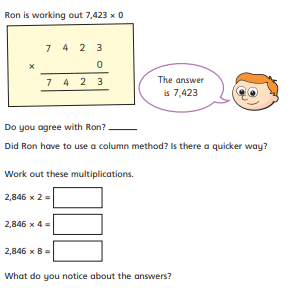 Ron is working out 7,423 × 0
7 4 2 3
× 0
7 4 2 3
The answer
is 7,423
Do you agree with Ron? ____
Did Ron have to use a column method? Is there a quicker way?
Work out these multiplications.
2,846 × 2 =
2,846 × 4 =
2,846 × 8 =
What do you notice about the answers?